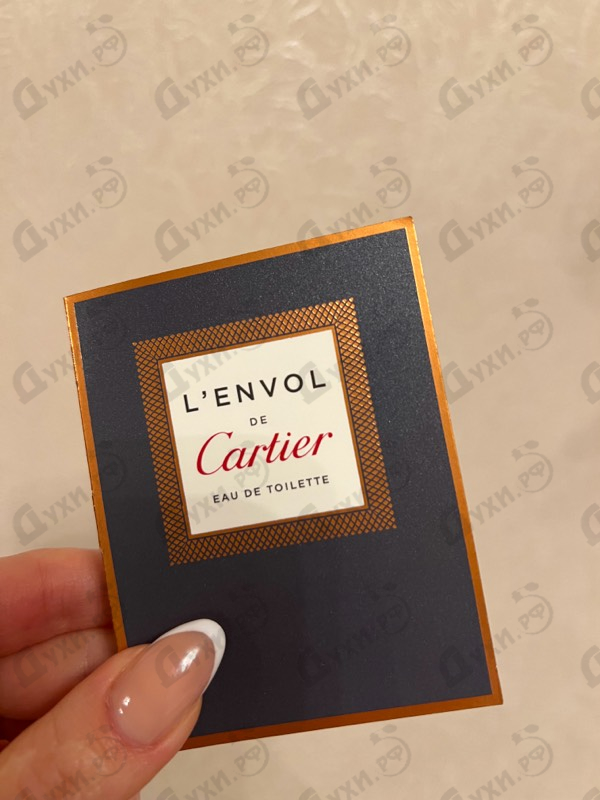 L'ENVOL
DE
Cartier
EAU DE TOILETTE
Духи.рф